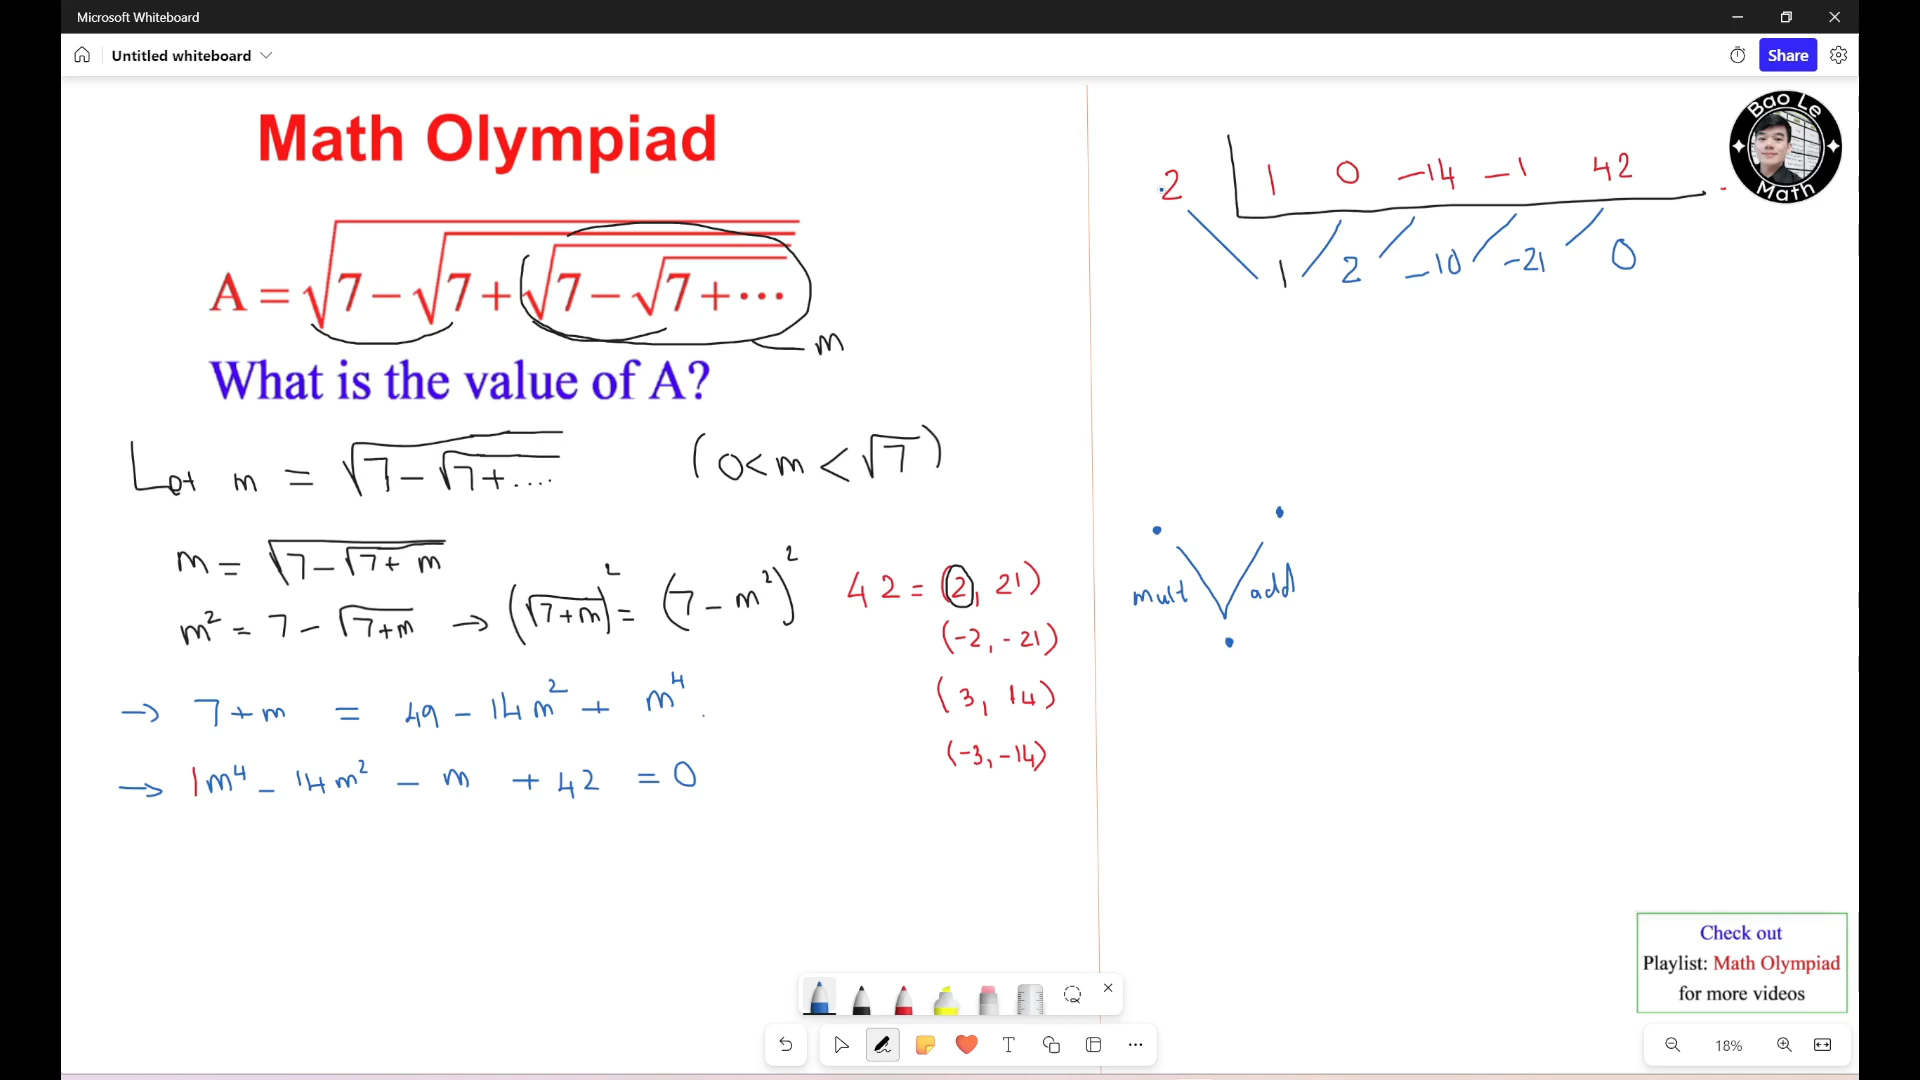 Microsoft Whiteboard
Untitled whiteboard
Share
Math Olympiad
A = √(7 − √(7 + √(7 − √(7 + ⋯
m
What is the value of A?
Let m = √(7 − √(7 + .... (0 < m < √7)
m = √(7 − √(7 + m
m² = 7 − √(7+m) → (√(7+m))² = (7 − m²)²
→ 7 + m = 49 − 14m² + m⁴
→ 1m⁴ − 14m² − m + 42 = 0
42 = (2, 21)
(-2, -21)
(3, 14)
(-3, -14)
2 1 0 −14 −1 42
1 2 −10 −21 0
mult add
Bao Le
Math
Check out
Playlist: Math Olympiad
for more videos
18%